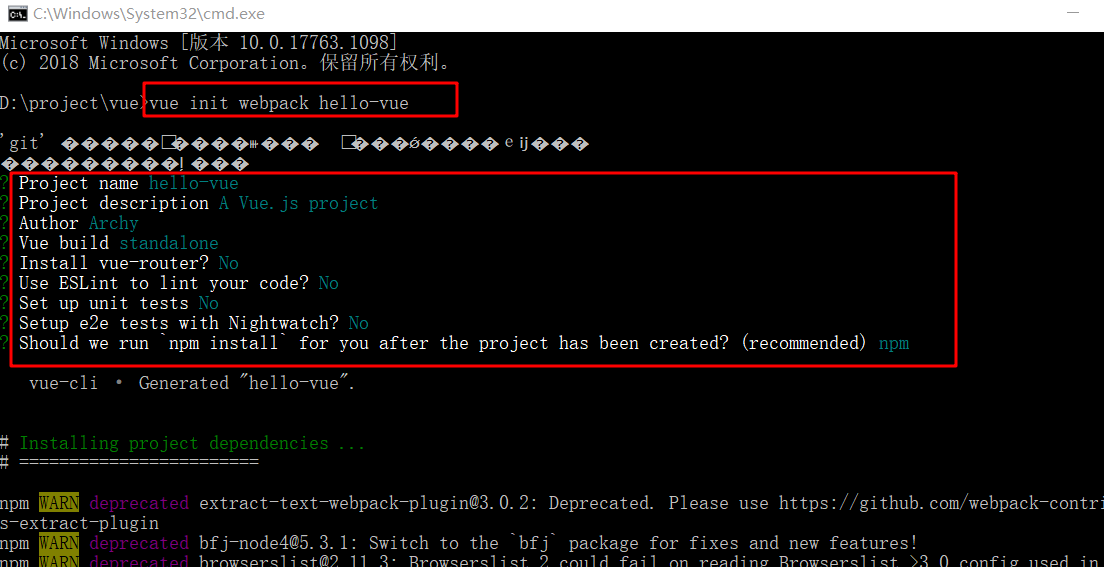 C:\Windows\System32\cmd.exe
Microsoft Windows [版本 10.0.17763.1098]
(c) 2018 Microsoft Corporation。保留所有权利。
D:\project\vue>vue init webpack hello-vue
'git'
? Project name hello-vue
? Project description A Vue.js project
? Author Archy
? Vue build standalone
? Install vue-router? No
? Use ESLint to lint your code? No
? Set up unit tests No
? Setup e2e tests with Nightwatch? No
? Should we run `npm install` for you after the project has been created? (recommended) npm
vue-cli · Generated "hello-vue".
# Installing project dependencies ...
# ========================
npm WARN deprecated extract-text-webpack-plugin@3.0.2: Deprecated. Please use https://github.com/webpack-contri
s-extract-plugin
npm WARN deprecated bfj-node4@5.3.1: Switch to the `bfj` package for fixes and new features!
npm WARN deprecated browserslist@2.11.3: Browserslist 2 could fail on reading Browserslist >3.0 config used in